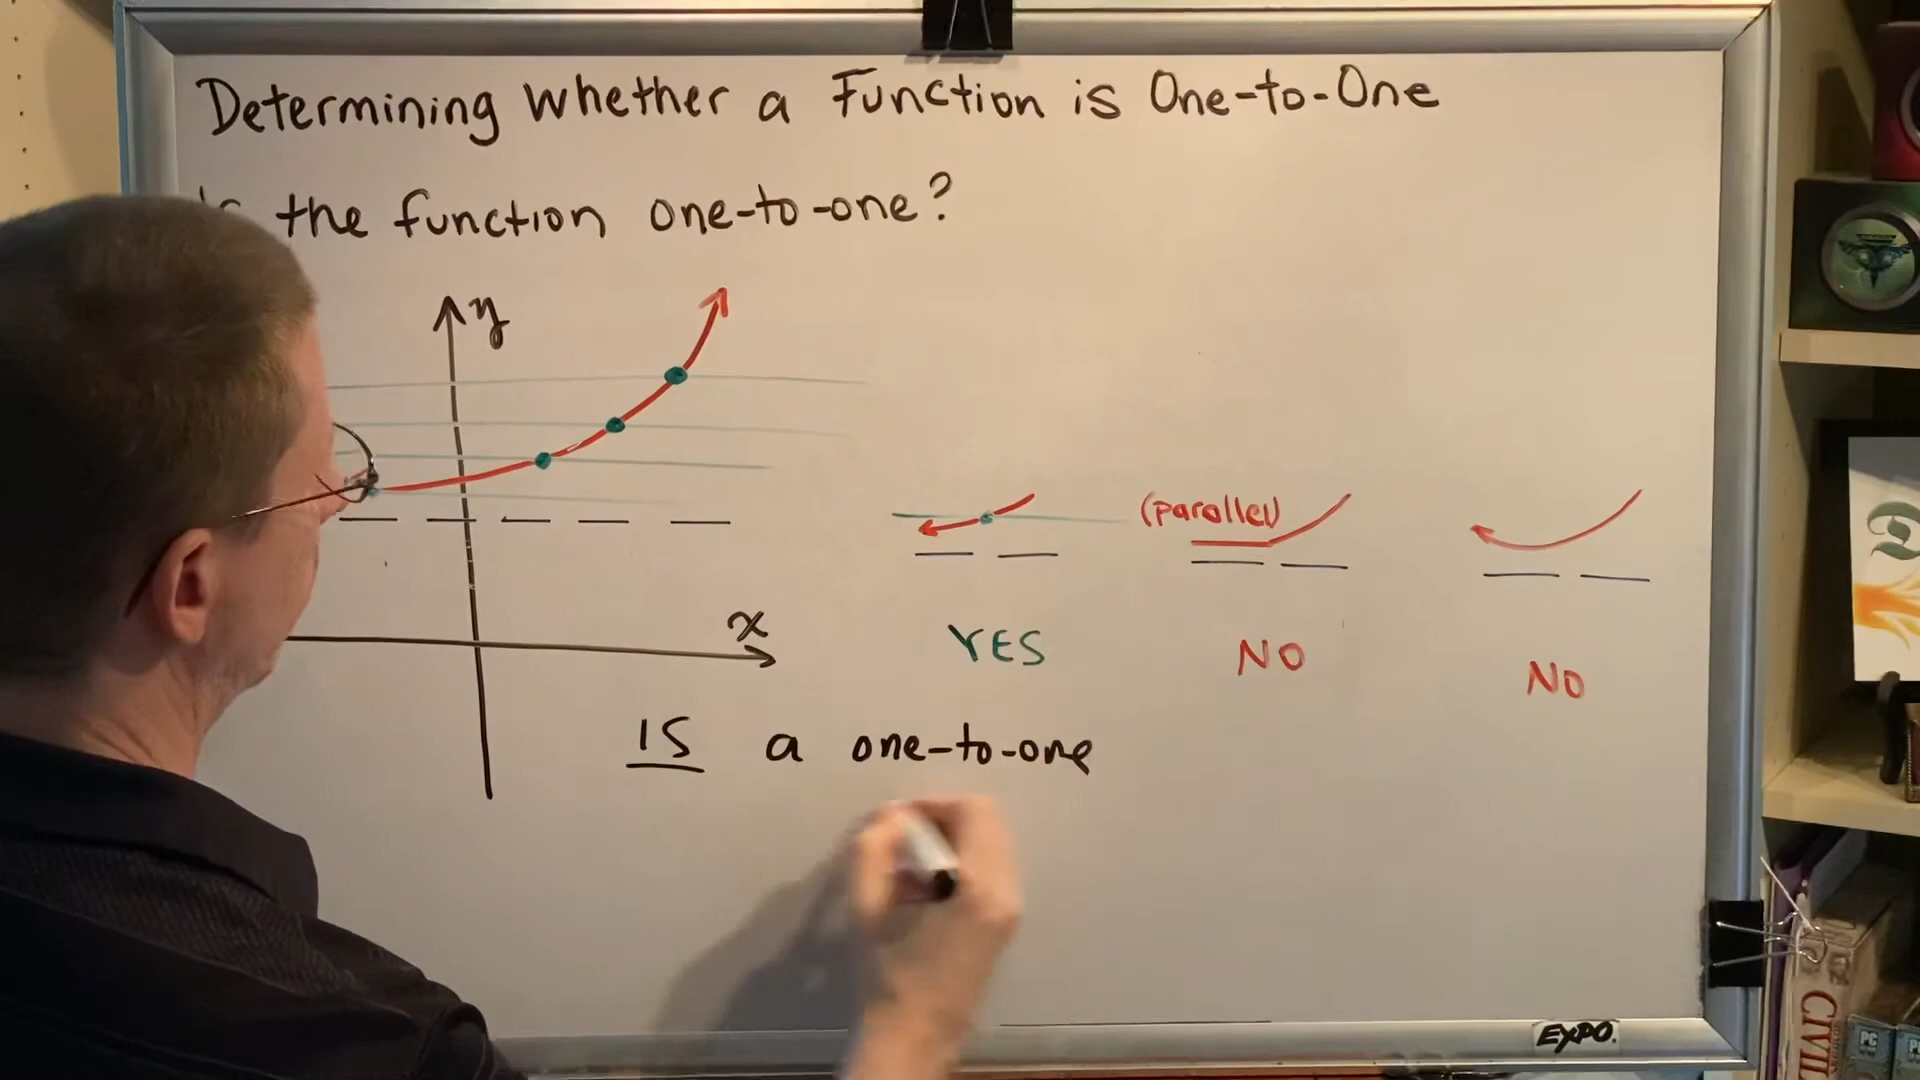 Determining whether a Function is One-to-One
the function one-to-one?
y
(parallel)
x
YES
NO
NO
IS a one-to-one
EXPO.
PC